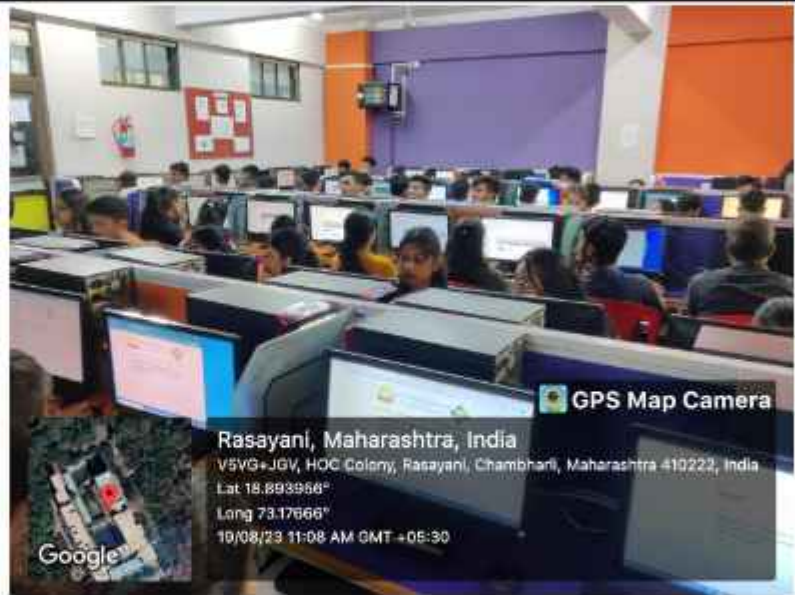 GPS Map Camera
Rasayani, Maharashtra, India
V5VG+JGV, HOC Colony, Rasayani, Chambharli, Maharashtra 410222, India
Lat 18.893956°
Long 73.17666°
19/08/23 11:08 AM GMT +05:30
Google